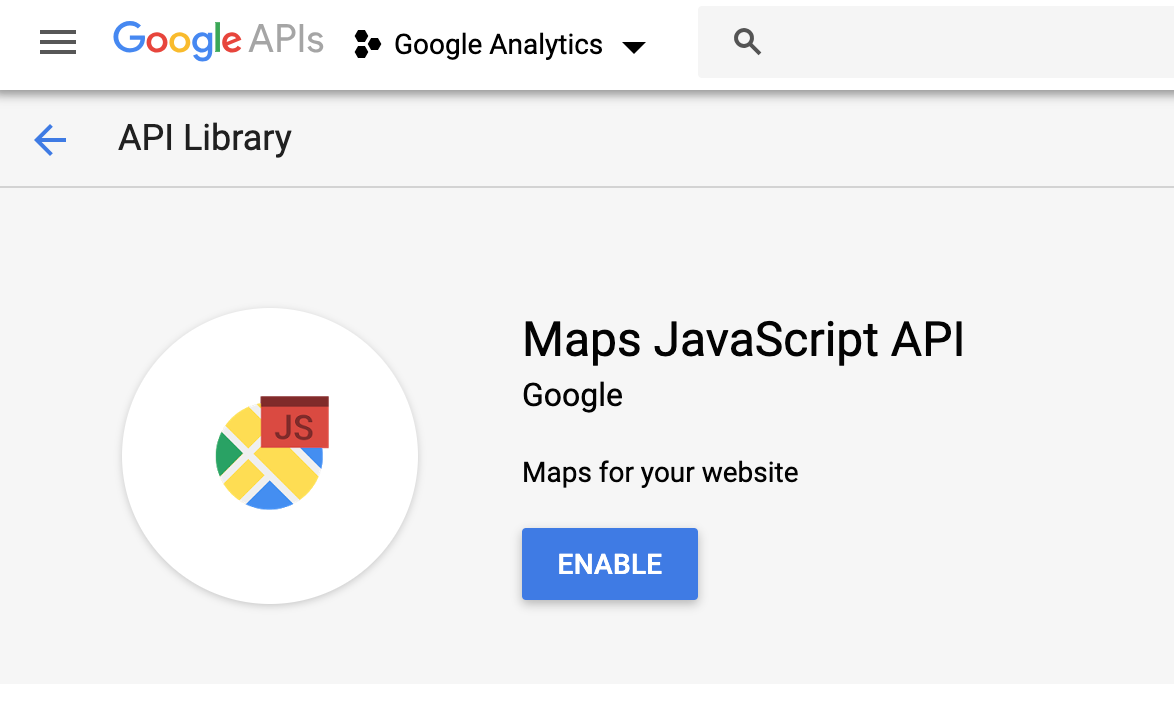 Google APIs Google Analytics
API Library
JS
Maps JavaScript API
Google
Maps for your website
ENABLE